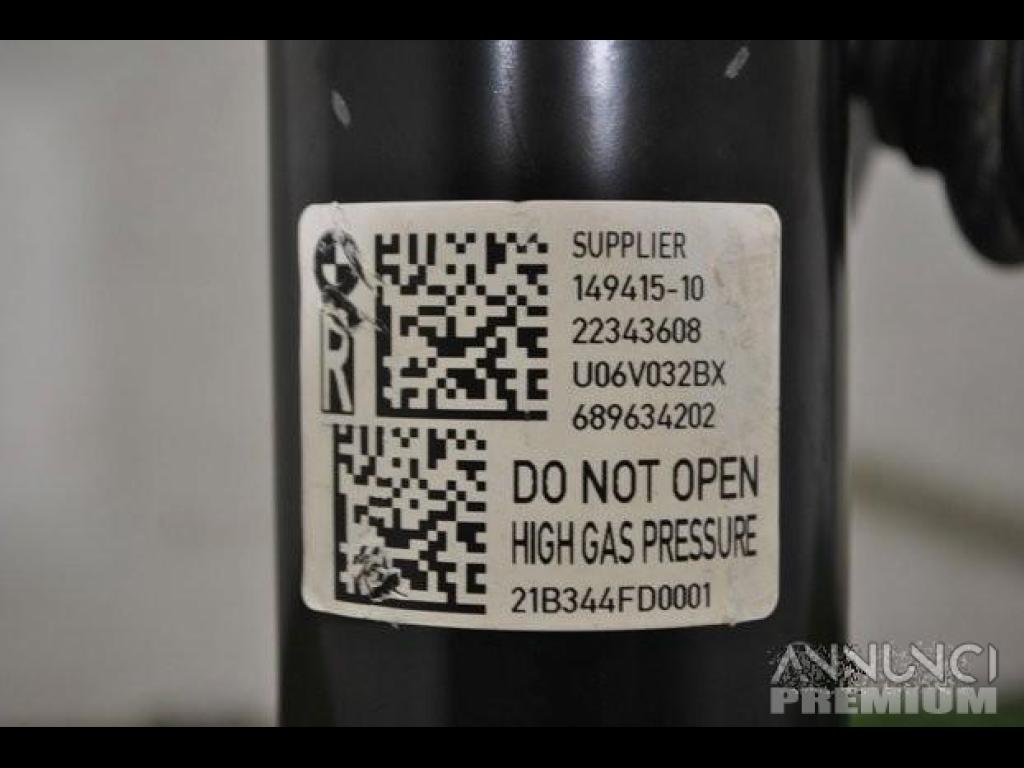 SUPPLIER
149415-10
22343608
U06V032BX
689634202
R
DO NOT OPEN
HIGH GAS PRESSURE
21B344FD0001
ANNUNCI
PREMIUM